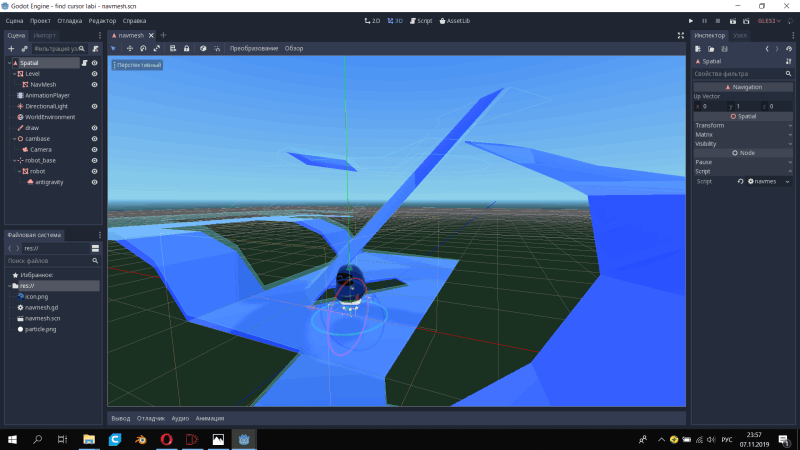 Godot Engine - find cursor labi - navmesh.scn
Сцена Проект Отладка Редактор Справка
2D 3D Script AssetLib
GLES3
Сцена Импорт
navmesh
Инспектор Узел
Фильтрация узл
Преобразование Обзор
Перспективный
Spatial
Level
NavMesh
AnimationPlayer
DirectionalLight
WorldEnvironment
draw
cambase
Camera
robot_base
robot
antigravity
Файловая система
res://
Поиск файлов
Избранное:
res://
icon.png
navmesh.gd
navmesh.scn
particle.png
Spatial
Свойства фильтра
Navigation
Up Vector
x 0 y 1 z 0
Spatial
Transform
Matrix
Visibility
Node
Pause
Script
Script navmes
Вывод Отладчик Аудио Анимация
РУС
23:57
07.11.2019